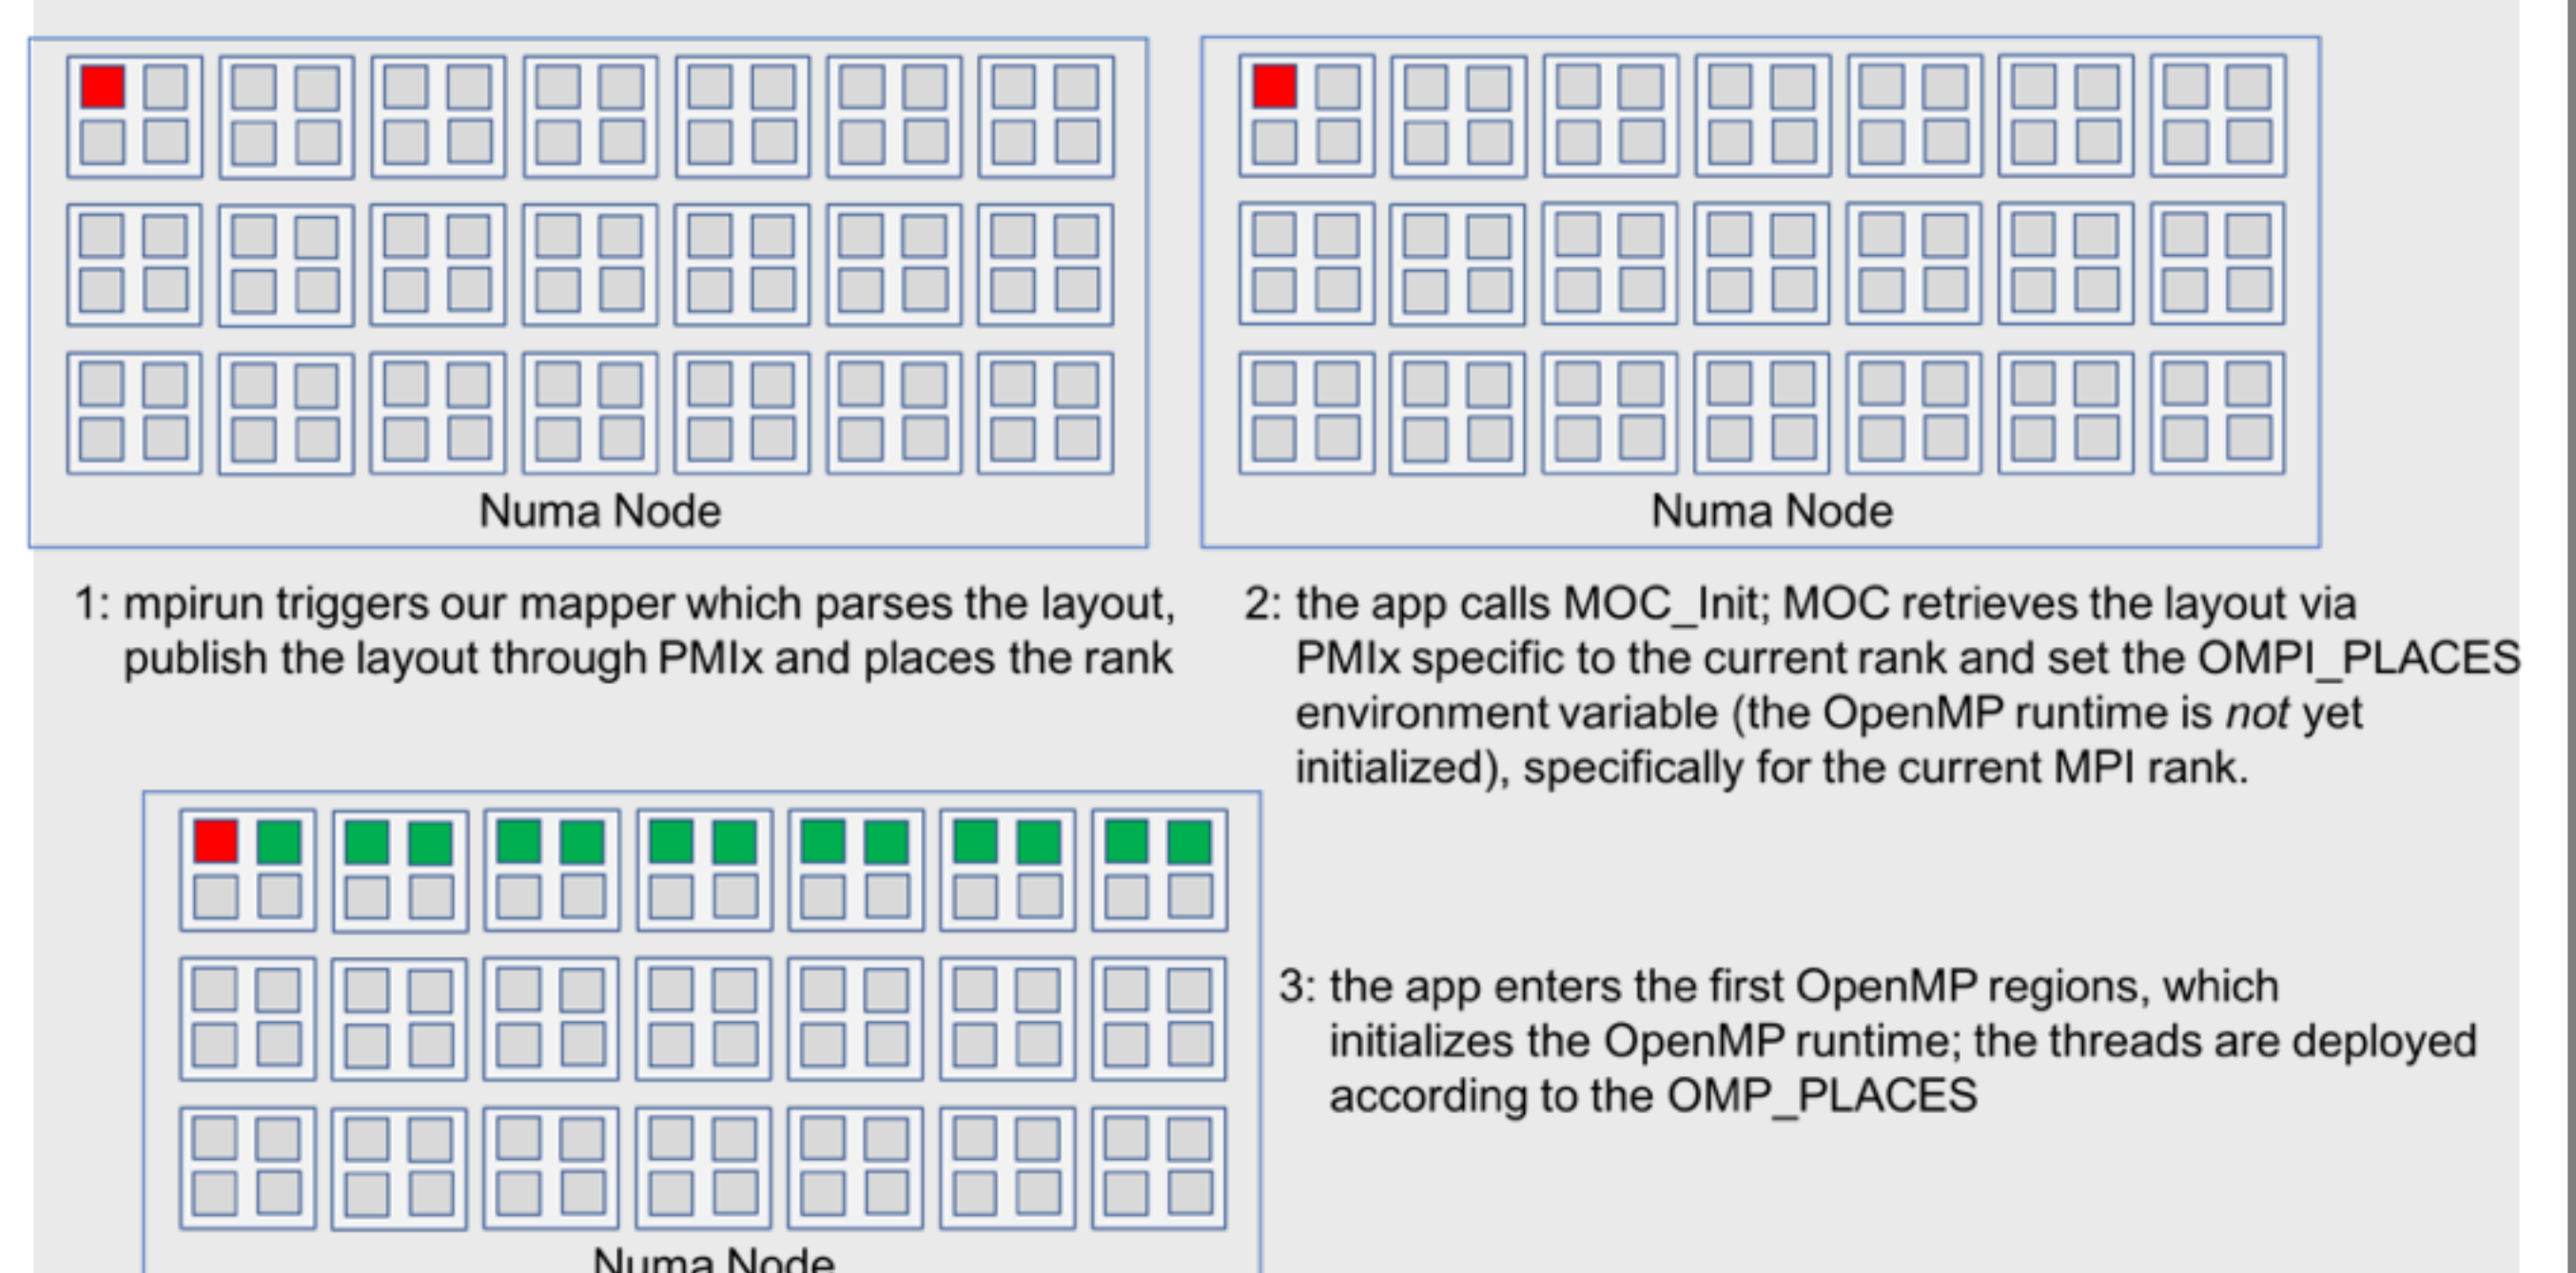 Numa Node
Numa Node
1: mpirun triggers our mapper which parses the layout,
publish the layout through PMIx and places the rank
2: the app calls MOC_Init; MOC retrieves the layout via
PMIx specific to the current rank and set the OMPI_PLACES
environment variable (the OpenMP runtime is not yet
initialized), specifically for the current MPI rank.
3: the app enters the first OpenMP regions, which
initializes the OpenMP runtime; the threads are deployed
according to the OMP_PLACES
Numa Node